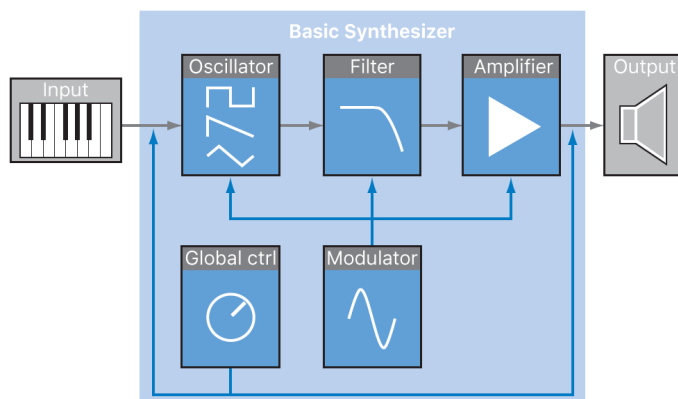 Basic Synthesizer
Input
Oscillator
Filter
Amplifier
Output
Global ctrl
Modulator